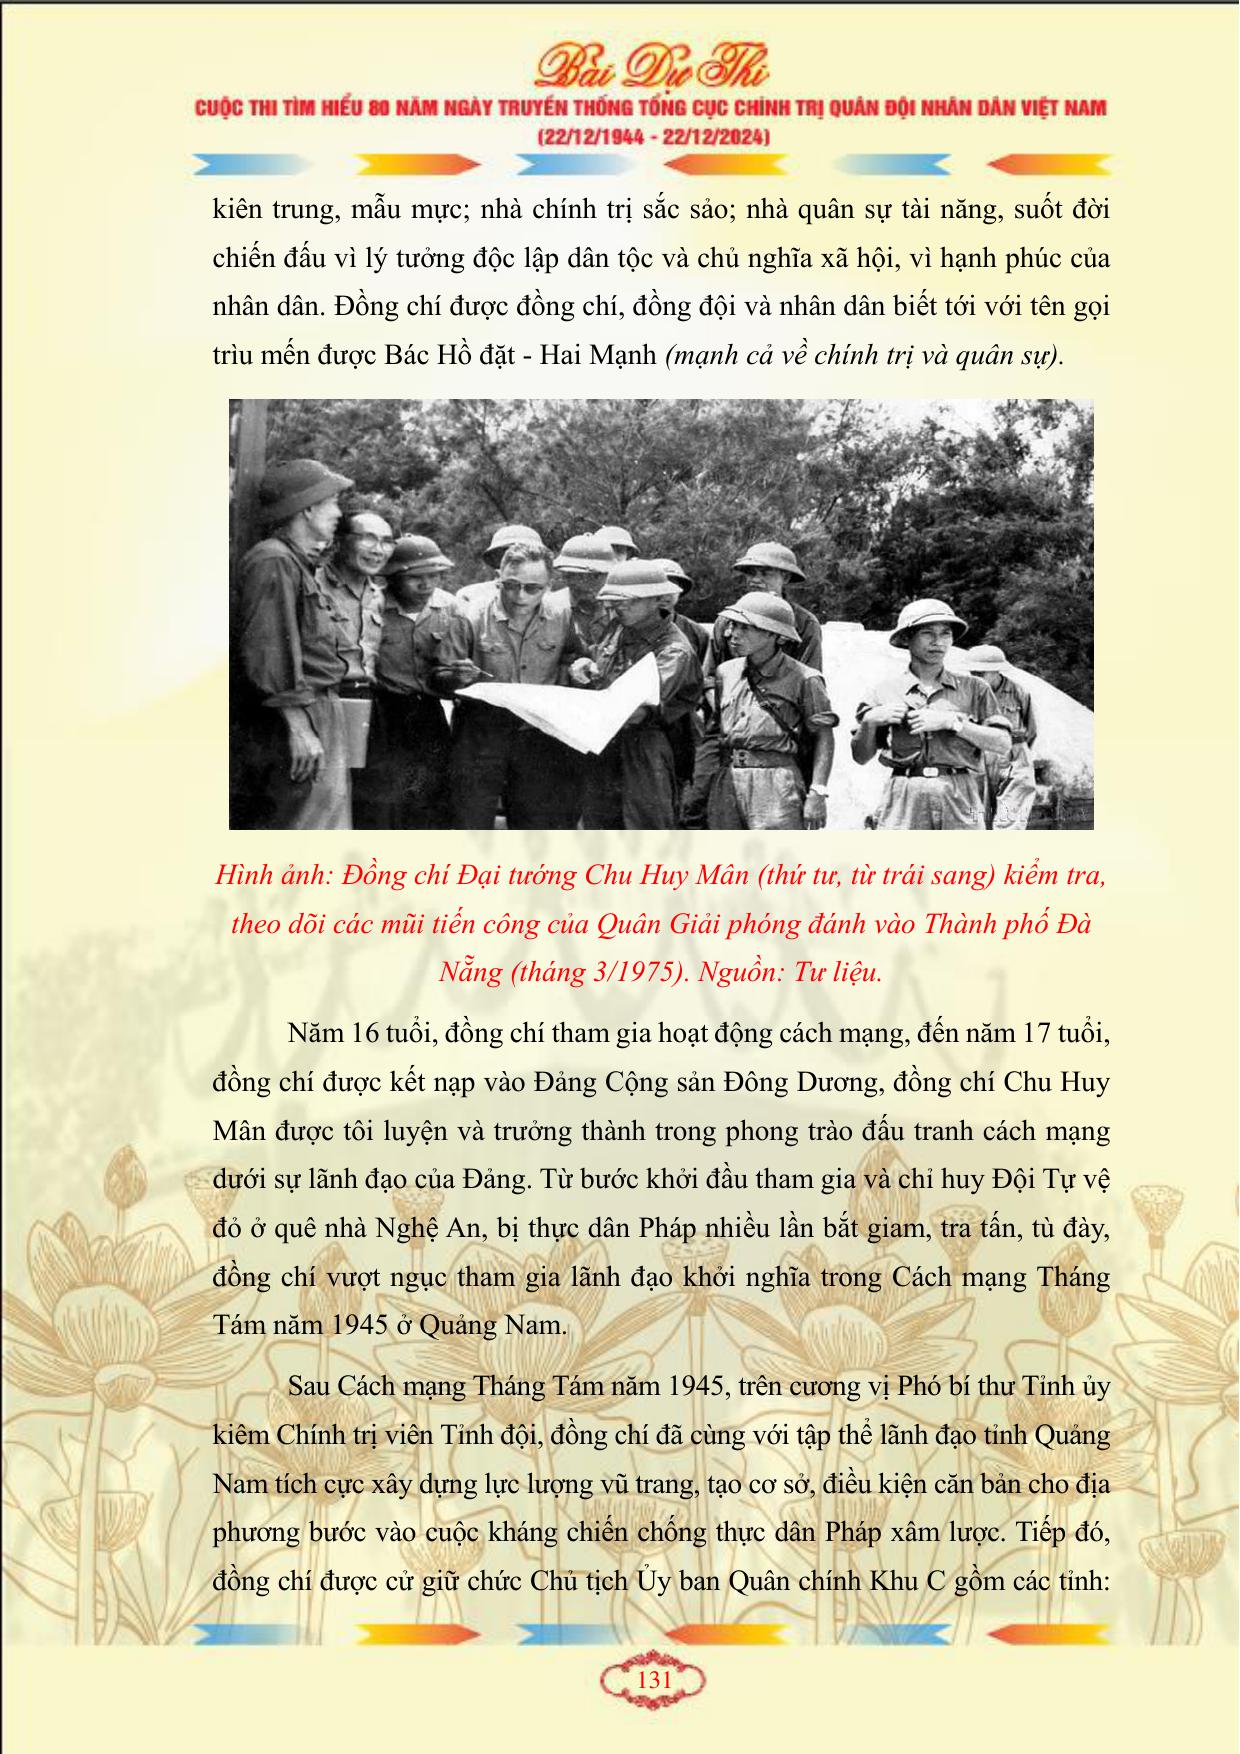 Bài Dự Thi
CUỘC THI TÌM HIỂU 80 NĂM NGÀY TRUYỀN THỐNG TỔNG CỤC CHÍNH TRỊ QUÂN ĐỘI NHÂN DÂN VIỆT NAM
(22/12/1944 - 22/12/2024)
kiên trung, mẫu mực; nhà chính trị sắc sảo; nhà quân sự tài năng, suốt đời
chiến đấu vì lý tưởng độc lập dân tộc và chủ nghĩa xã hội, vì hạnh phúc của
nhân dân. Đồng chí được đồng chí, đồng đội và nhân dân biết tới với tên gọi
trìu mến được Bác Hồ đặt - Hai Mạnh (mạnh cả về chính trị và quân sự).
Hình ảnh: Đồng chí Đại tướng Chu Huy Mân (thứ tư, từ trái sang) kiểm tra,
theo dõi các mũi tiến công của Quân Giải phóng đánh vào Thành phố Đà
Nẵng (tháng 3/1975). Nguồn: Tư liệu.
Năm 16 tuổi, đồng chí tham gia hoạt động cách mạng, đến năm 17 tuổi,
đồng chí được kết nạp vào Đảng Cộng sản Đông Dương, đồng chí Chu Huy
Mân được tôi luyện và trưởng thành trong phong trào đấu tranh cách mạng
dưới sự lãnh đạo của Đảng. Từ bước khởi đầu tham gia và chỉ huy Đội Tự vệ
đỏ ở quê nhà Nghệ An, bị thực dân Pháp nhiều lần bắt giam, tra tấn, tù đày,
đồng chí vượt ngục tham gia lãnh đạo khởi nghĩa trong Cách mạng Tháng
Tám năm 1945 ở Quảng Nam.
Sau Cách mạng Tháng Tám năm 1945, trên cương vị Phó bí thư Tỉnh ủy
kiêm Chính trị viên Tỉnh đội, đồng chí đã cùng với tập thể lãnh đạo tỉnh Quảng
Nam tích cực xây dựng lực lượng vũ trang, tạo cơ sở, điều kiện căn bản cho địa
phương bước vào cuộc kháng chiến chống thực dân Pháp xâm lược. Tiếp đó,
đồng chí được cử giữ chức Chủ tịch Ủy ban Quân chính Khu C gồm các tỉnh:
131